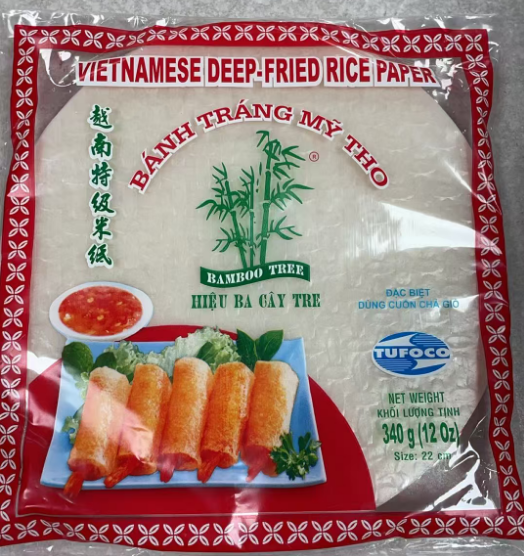 VIETNAMESE DEEP-FRIED RICE PAPER
BÁNH TRÁNG MỸ THO
越南特级米纸
®
BAMBOO TREE
HIỆU BA CÂY TRE
ĐẶC BIỆT
DÙNG CUỐN CHẢ GIÒ
TUFOCO
NET WEIGHT
KHỐI LƯỢNG TỊNH
340 g (12 Oz)
Size: 22 cm